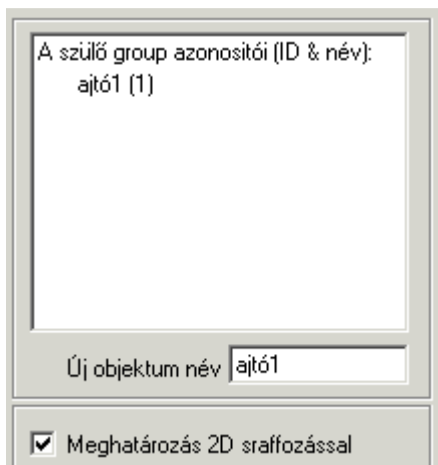 A szülő group azonositói (ID & név):
ajtó1 (1)
Új objektum név ajtó1
Meghatározás 2D sraffozással